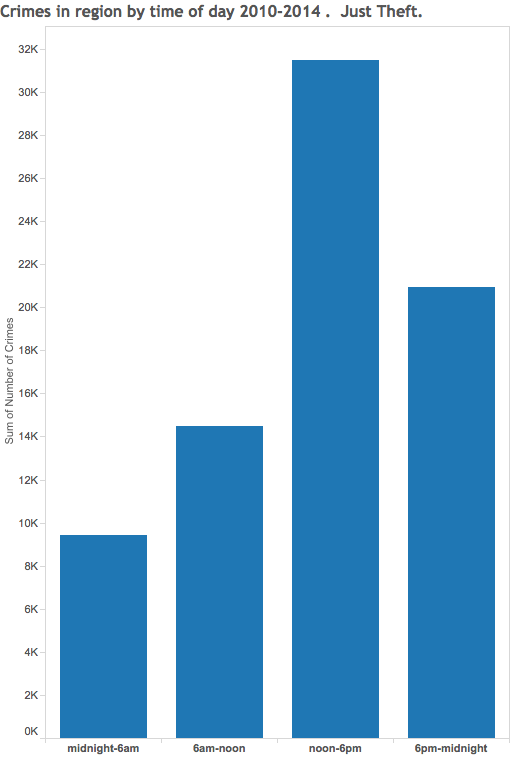 Crimes in region by time of day 2010-2014 .  Just Theft.
32K
30K
28K
26K
24K
22K
20K
18K
16K
14K
12K
10K
8K
6K
4K
2K
0K
Sum of Number of Crimes
midnight-6am
6am-noon
noon-6pm
6pm-midnight